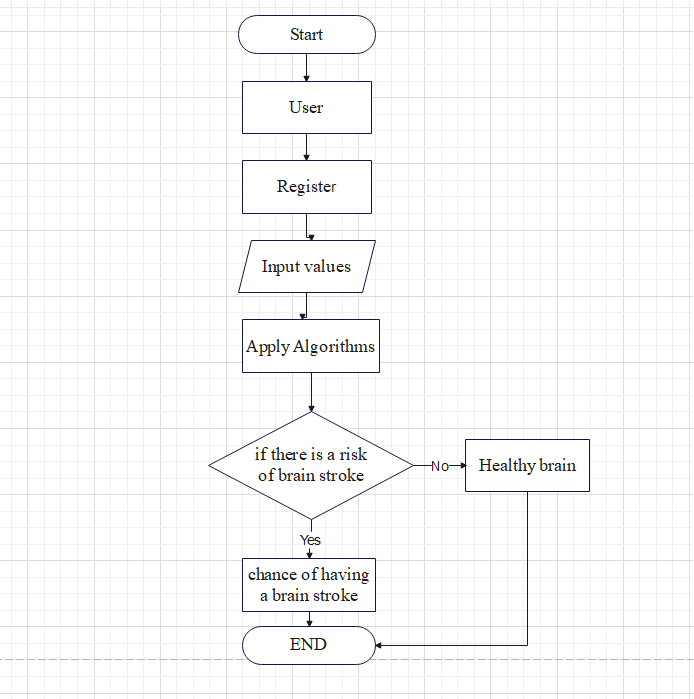 Start
User
Register
Input values
Apply Algorithms
if there is a risk
of brain stroke
No
Healthy brain
Yes
chance of having
a brain stroke
END